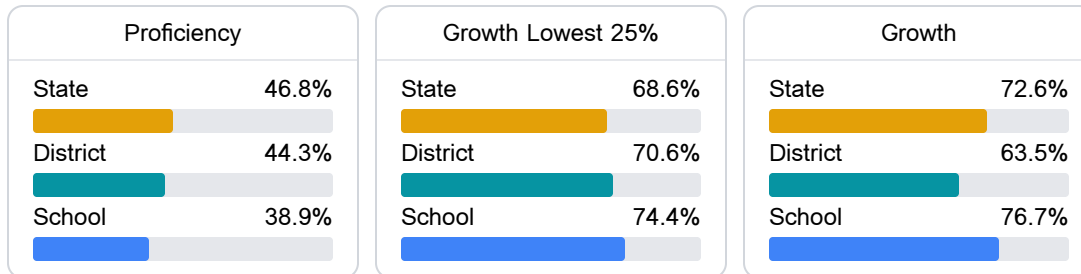 Proficiency
State 46.8%
District 44.3%
School 38.9%
Growth Lowest 25%
State 68.6%
District 70.6%
School 74.4%
Growth
State 72.6%
District 63.5%
School 76.7%